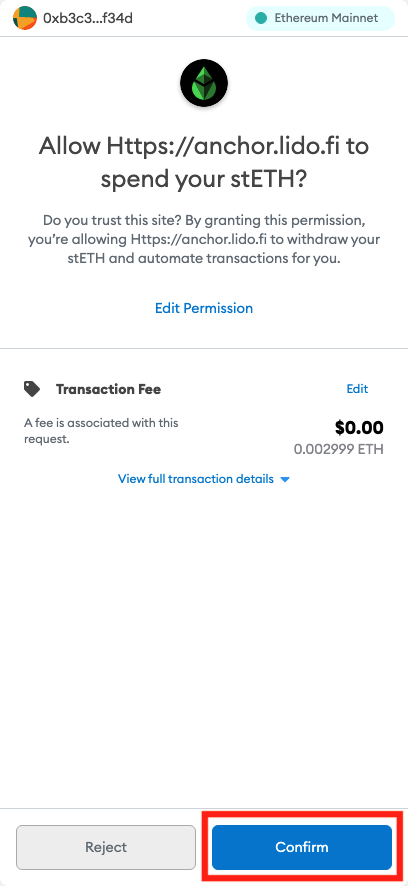 0xb3c3...f34d
Ethereum Mainnet
Allow Https://anchor.lido.fi to
spend your stETH?
Do you trust this site? By granting this permission,
you're allowing Https://anchor.lido.fi to withdraw your
stETH and automate transactions for you.
Edit Permission
Transaction Fee
Edit
A fee is associated with this
request.
$0.00
0.002999 ETH
View full transaction details
Reject
Confirm